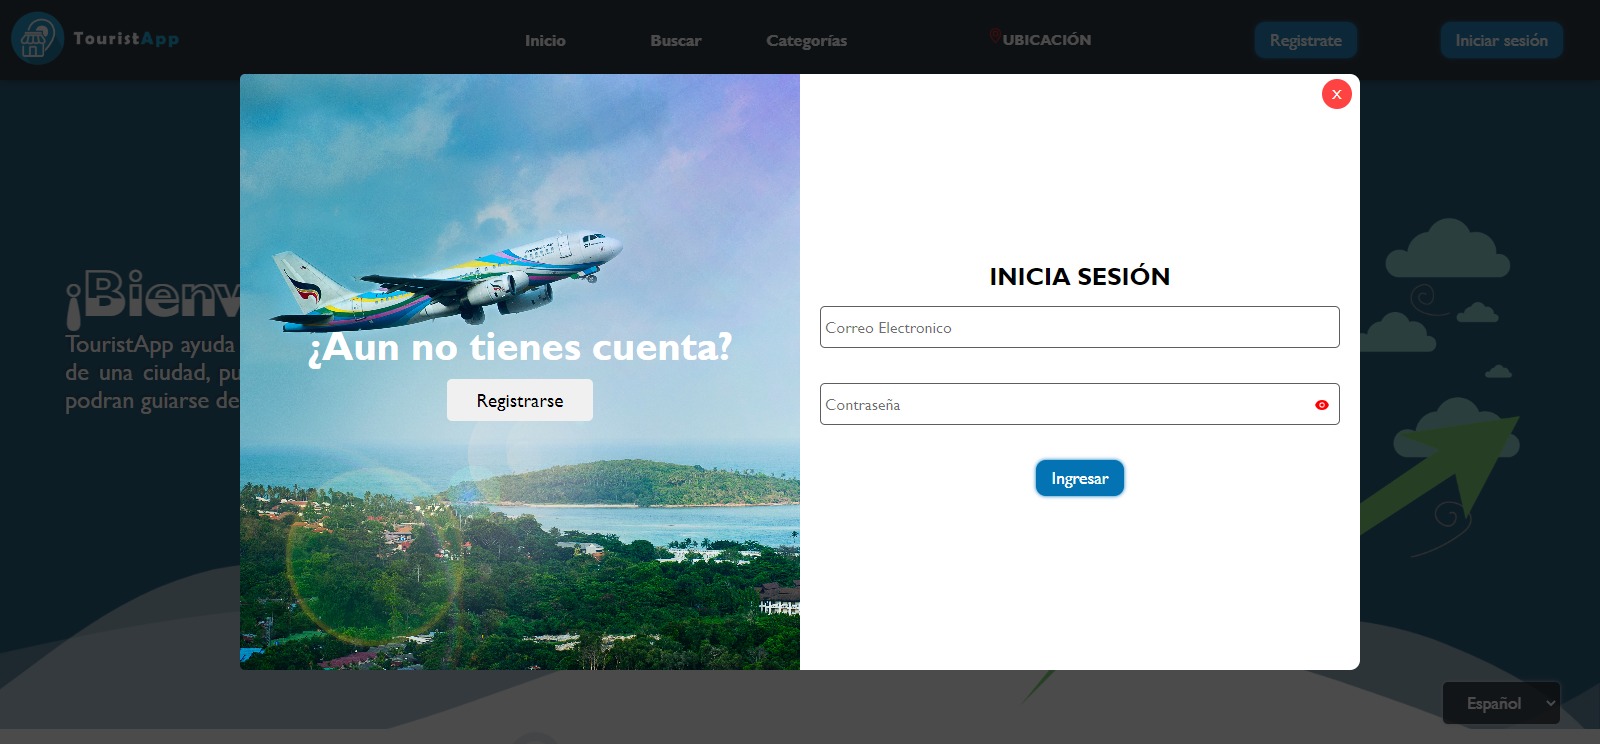 TouristApp
Inicio
Buscar
Categorías
UBICACIÓN
Registrate
Iniciar sesión
X
¡Bienv
TouristApp ayuda
de una ciudad, pu
podran guiarse de
¿Aun no tienes cuenta?
Registrarse
INICIA SESIÓN
Correo Electronico
Contraseña
Ingresar
Español